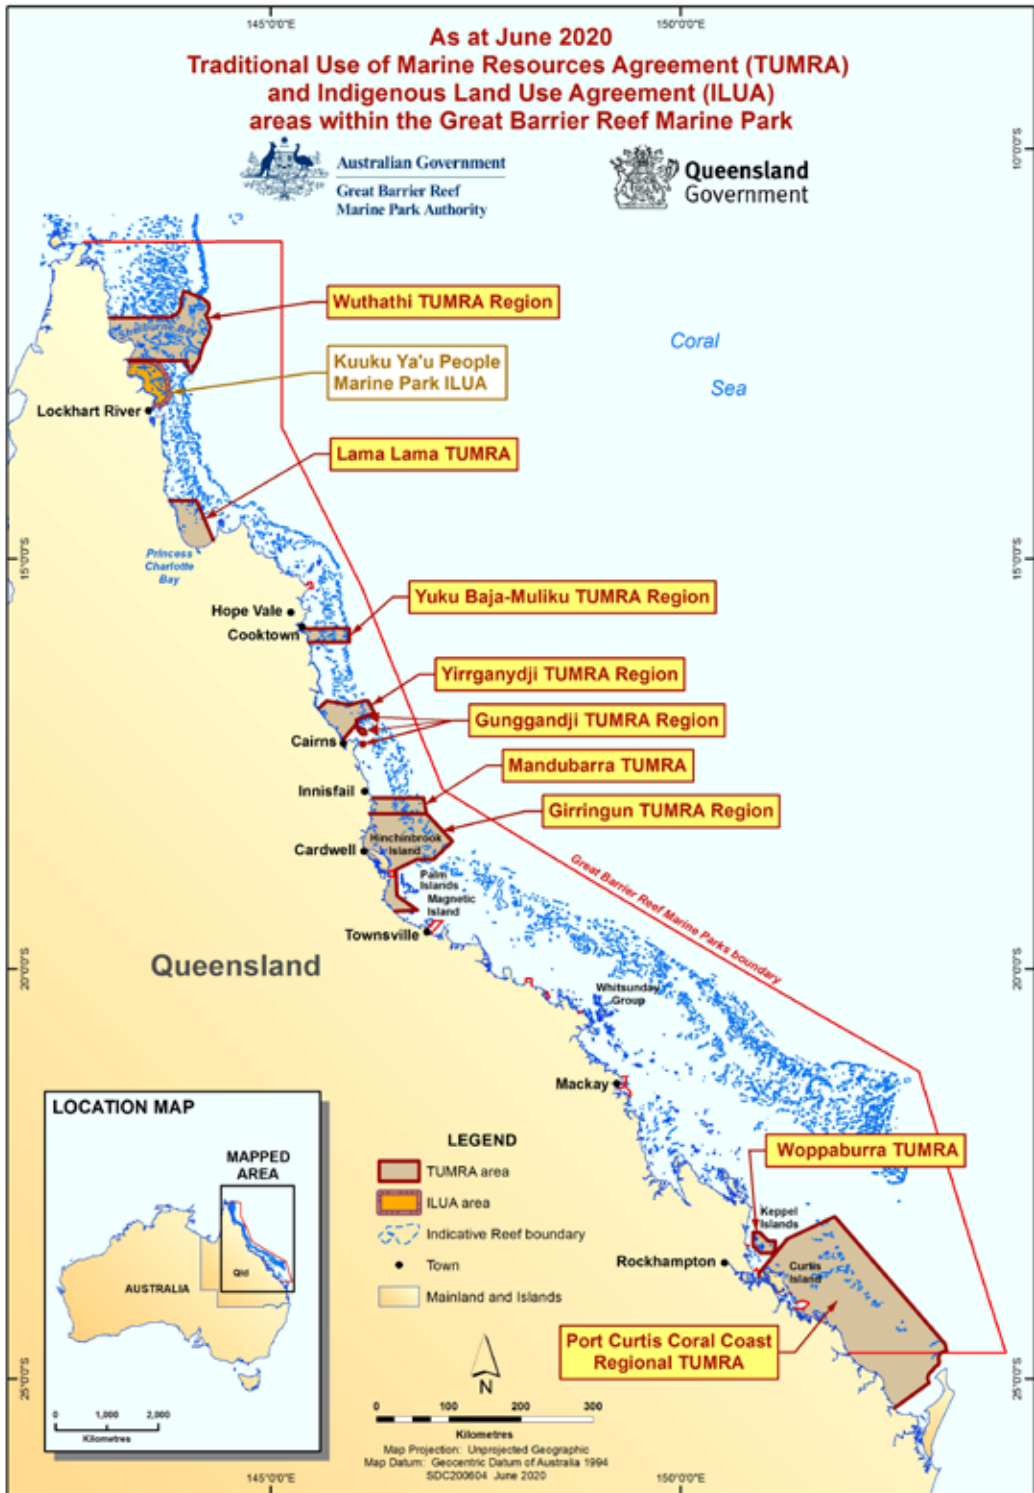 145°0'0"E
150°0'0"E
As at June 2020
Traditional Use of Marine Resources Agreement (TUMRA)
and Indigenous Land Use Agreement (ILUA)
areas within the Great Barrier Reef Marine Park
Australian Government
Great Barrier Reef
Marine Park Authority
Queensland
Government
10°0'0"S
Wuthathi TUMRA Region
Shelburne Bay
Coral
Sea
Kuuku Ya'u People
Marine Park ILUA
Lockhart River
Lama Lama TUMRA
Princess
Charlotte
Bay
15°0'0"S
15°0'0"S
Yuku Baja-Muliku TUMRA Region
Hope Vale
Cooktown
Yirrganydji TUMRA Region
Gunggandji TUMRA Region
Cairns
Mandubarra TUMRA
Innisfail
Girringun TUMRA Region
Hinchinbrook
Island
Cardwell
Palm
Islands
Magnetic
Island
Great Barrier Reef Marine Parks boundary
Townsville
Queensland
20°0'0"S
20°0'0"S
Whitsunday
Group
Mackay
LOCATION MAP
MAPPED
AREA
AUSTRALIA
Qld
0 1,000 2,000
Kilometres
LEGEND
TUMRA area
ILUA area
Indicative Reef boundary
Town
Mainland and Islands
Woppaburra TUMRA
Keppel
Islands
Rockhampton
Curtis
Island
Port Curtis Coral Coast
Regional TUMRA
25°0'0"S
25°0'0"S
N
0 100 200 300
Kilometres
Map Projection: Unprojected Geographic
Map Datum: Geocentric Datum of Australia 1994
SDC200604 June 2020
145°0'0"E
150°0'0"E